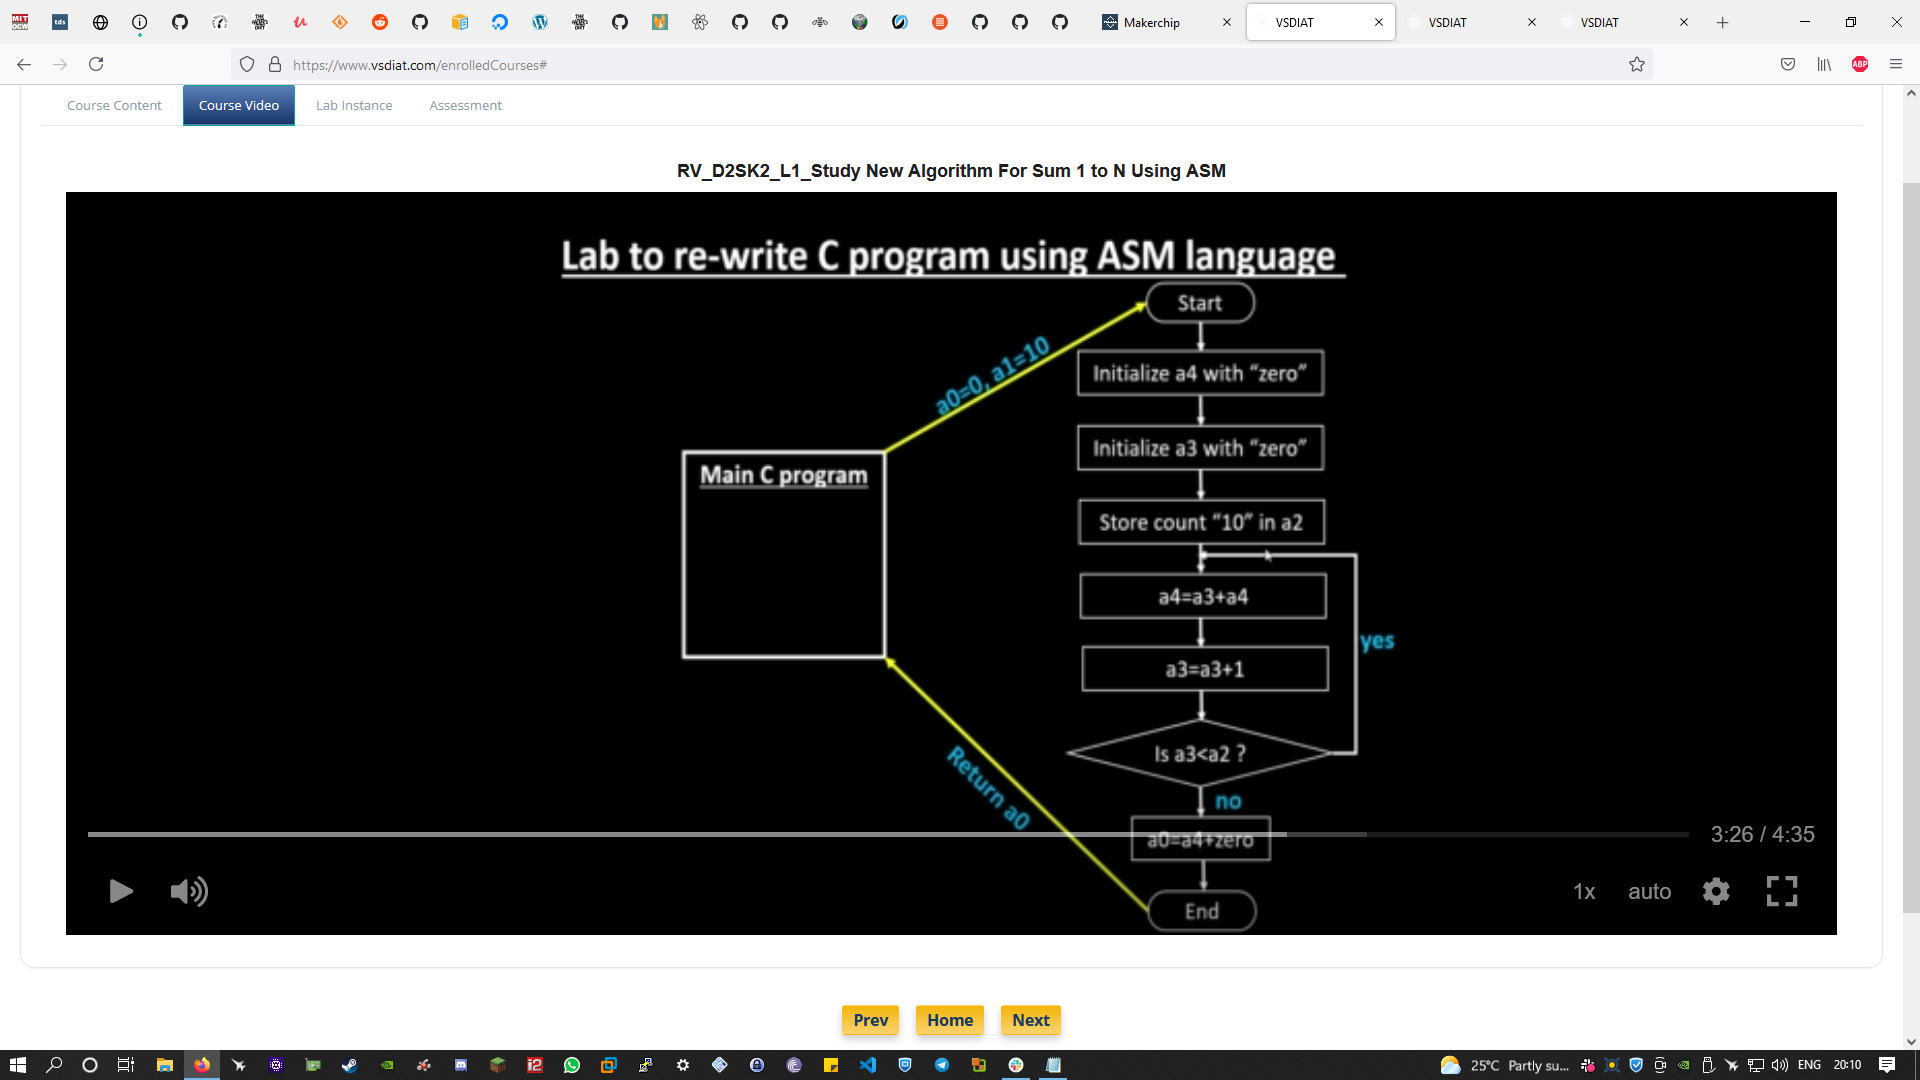 Makerchip
VSDIAT
VSDIAT
VSDIAT
https://www.vsdiat.com/enrolledCourses#
ABP
Course Content
Course Video
Lab Instance
Assessment
RV_D2SK2_L1_Study New Algorithm For Sum 1 to N Using ASM
Lab to re-write C program using ASM language
Start
a0=0, a1=10
Initialize a4 with “zero”
Initialize a3 with “zero”
Main C program
Store count “10” in a2
a4=a3+a4
yes
a3=a3+1
Is a3<a2 ?
Return a0
no
a0=a4+zero
3:26 / 4:35
1x
auto
End
Prev
Home
Next
25°C Partly su...
ENG
20:10